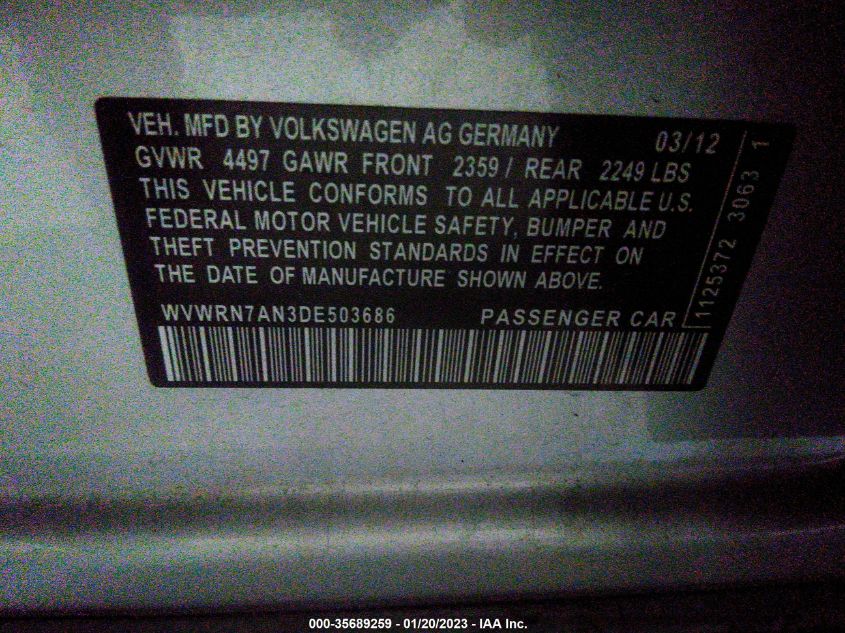 VEH. MFD BY VOLKSWAGEN AG GERMANY 03/12
GVWR 4497 GAWR FRONT 2359 / REAR 2249 LBS
THIS VEHICLE CONFORMS TO ALL APPLICABLE U.S.
FEDERAL MOTOR VEHICLE SAFETY, BUMPER AND
THEFT PREVENTION STANDARDS IN EFFECT ON
THE DATE OF MANUFACTURE SHOWN ABOVE.
WVWRN7AN3DE503686 PASSENGER CAR
1125372 3063 1
000-35689259 - 01/20/2023 - IAA Inc.